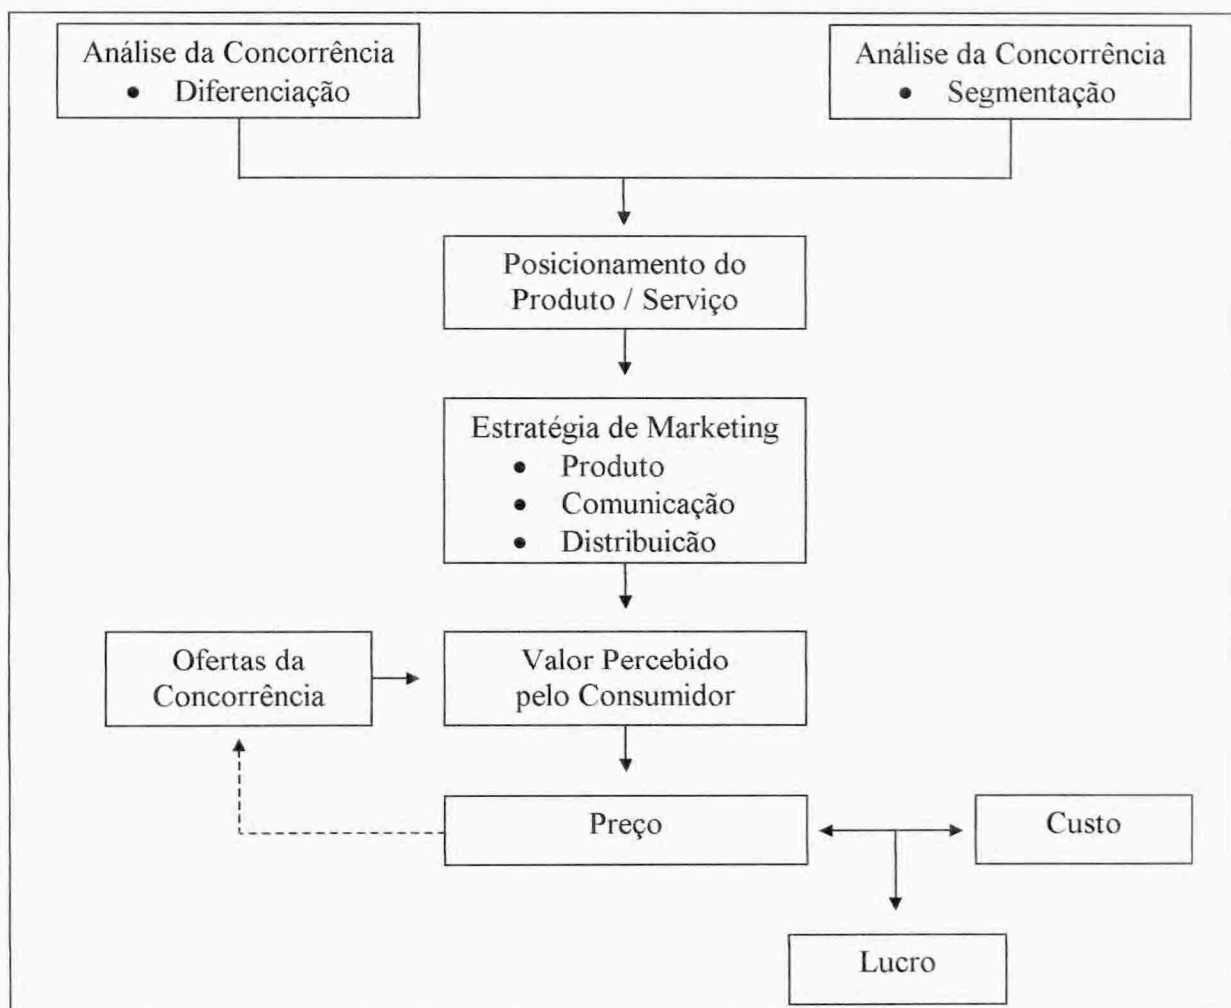 Análise da Concorrência
• Diferenciação
Análise da Concorrência
• Segmentação
Posicionamento do
Produto / Serviço
Estratégia de Marketing
• Produto
• Comunicação
• Distribuicão
Ofertas da
Concorrência
Valor Percebido
pelo Consumidor
Preço
Custo
Lucro